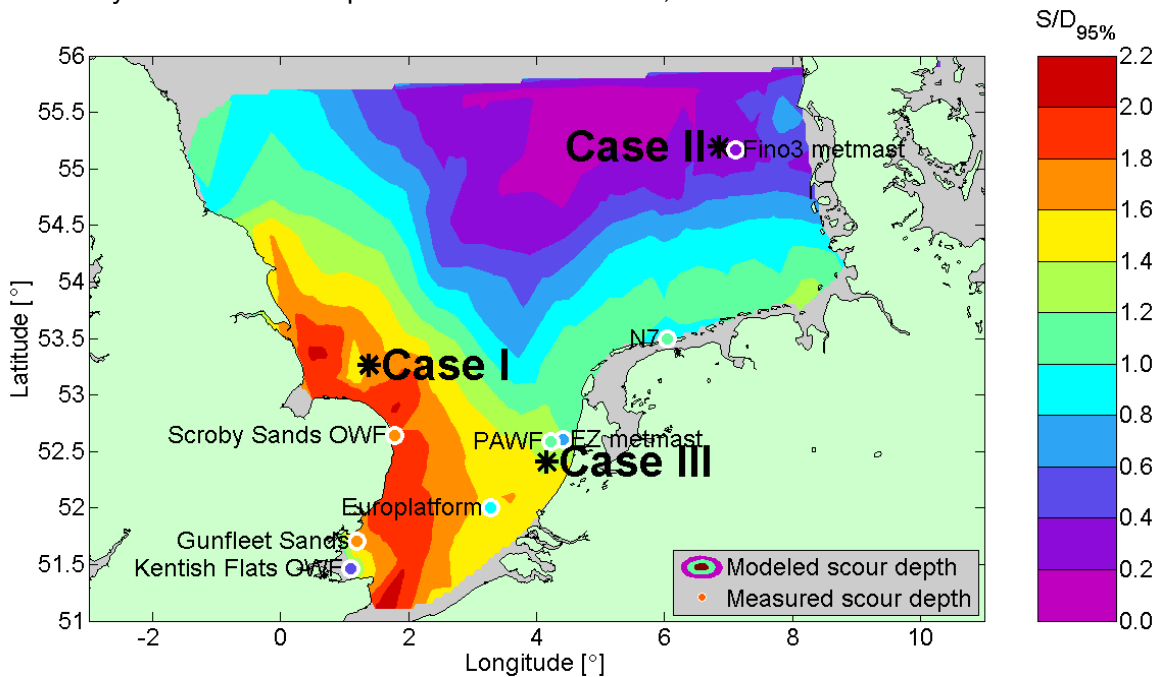 S/D95%
56
55.5
55
54.5
54
53.5
53
52.5
52
51.5
51
Latitude [°]
Case II
Fino3 metmast
N7
Case I
Scroby Sands OWF
PAWF
EZ metmast
Case III
Europlatform
Gunfleet Sands
Kentish Flats OWF
Modeled scour depth
Measured scour depth
-2 0 2 4 6 8 10
Longitude [°]
2.2
2.0
1.8
1.6
1.4
1.2
1.0
0.8
0.6
0.4
0.2
0.0